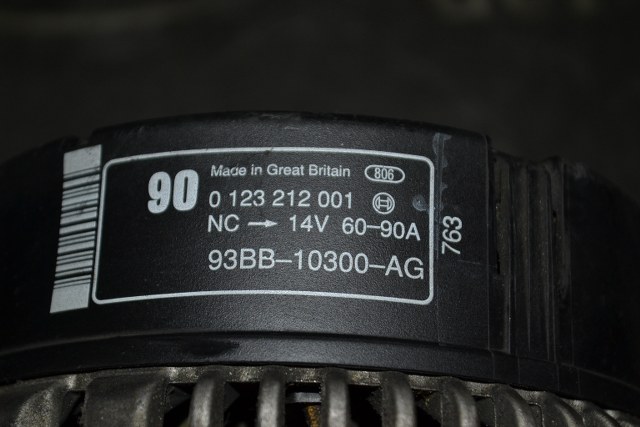 90 Made in Great Britain 806
0 123 212 001
NC → 14V 60–90A
93BB–10300–AG
763